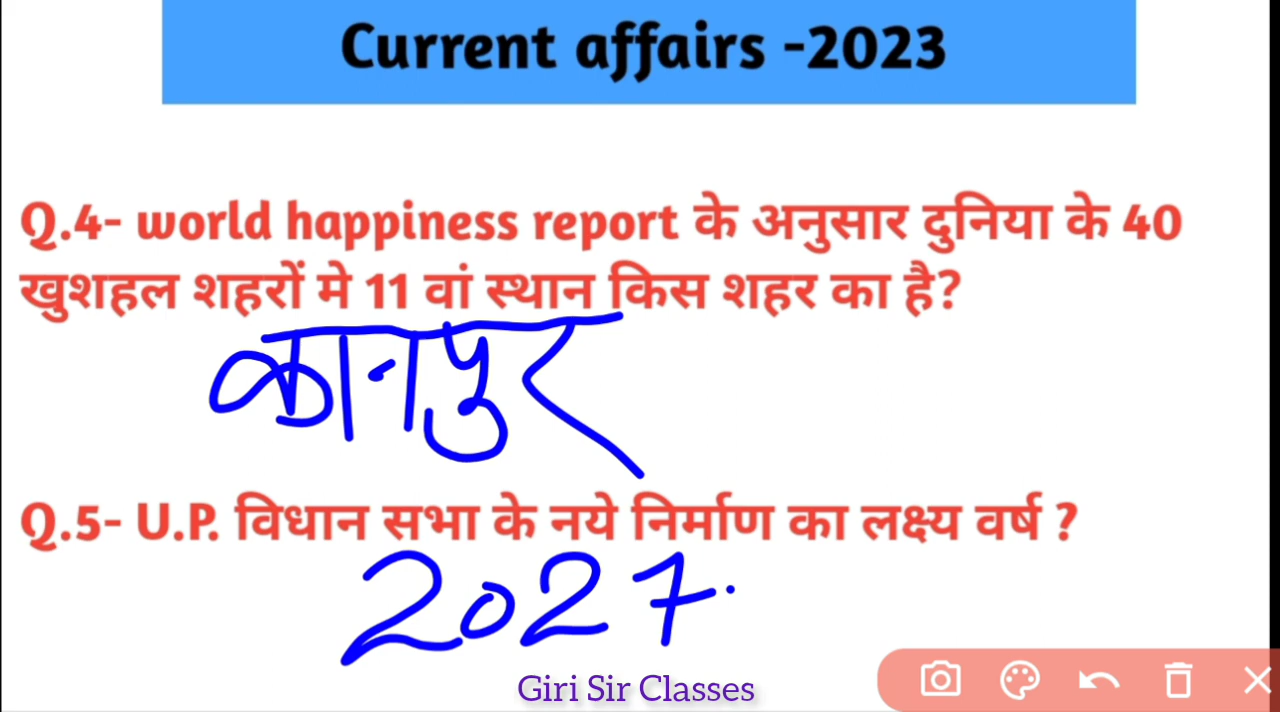 Current affairs -2023
Q.4- world happiness report के अनुसार दुनिया के 40
खुशहल शहरों मे 11 वां स्थान किस शहर का है?
कानपुर
Q.5- U.P. विधान सभा के नये निर्माण का लक्ष्य वर्ष ?
2027.
Giri Sir Classes